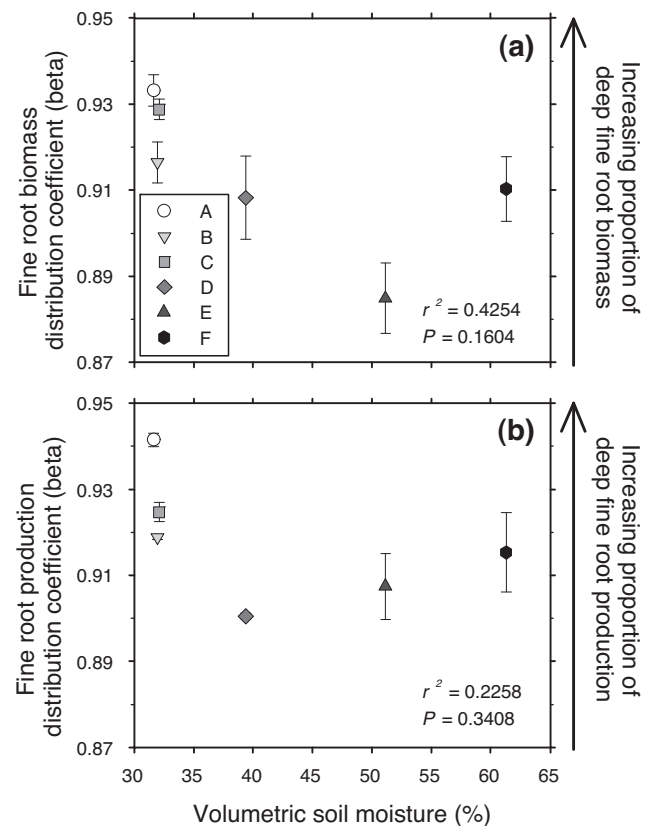 0.95
0.93
0.91
0.89
0.87
Fine root biomass
distribution coefficient (beta)
(a)
A
B
C
D
E
F
r² = 0.4254
P = 0.1604
Increasing proportion of
deep fine root biomass
0.95
0.93
0.91
0.89
0.87
Fine root production
distribution coefficient (beta)
(b)
r² = 0.2258
P = 0.3408
Increasing proportion of
deep fine root production
30 35 40 45 50 55 60 65
Volumetric soil moisture (%)